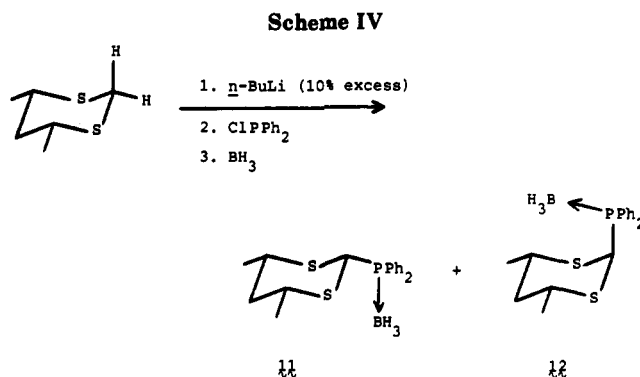 Scheme IV
H
H
S
S
1. n-BuLi (10% excess)
2. ClPPh2
3. BH3
H3B
PPh2
S
S
S
S
PPh2
BH3
+
11
12